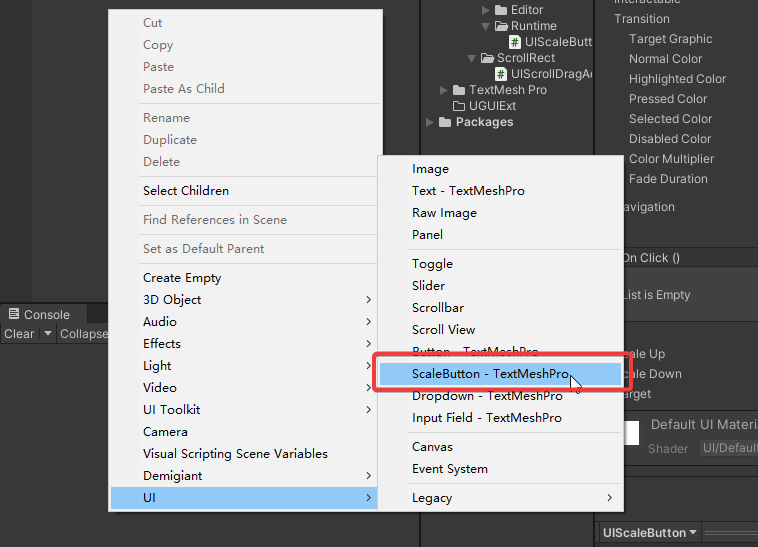 Cut
Copy
Paste
Paste As Child
Rename
Duplicate
Delete
Select Children
Find References in Scene
Set as Default Parent
Create Empty
3D Object
Audio
Effects
Light
Video
UI Toolkit
Camera
Visual Scripting Scene Variables
Demigiant
UI
Image
Text - TextMeshPro
Raw Image
Panel
Toggle
Slider
Scrollbar
Scroll View
Button - TextMeshPro
ScaleButton - TextMeshPro
Dropdown - TextMeshPro
Input Field - TextMeshPro
Canvas
Event System
Legacy
Console
Clear
Collapse
Editor
Runtime
UIScaleButt
ScrollRect
UIScrollDragAc
TextMesh Pro
UGUIExt
Packages
Interactable
Transition
Target Graphic
Normal Color
Highlighted Color
Pressed Color
Selected Color
Disabled Color
Color Multiplier
Fade Duration
avigation
On Click ()
List is Empty
ale Up
cale Down
arget
Default UI Materi
Shader
UI/Default
UIScaleButton